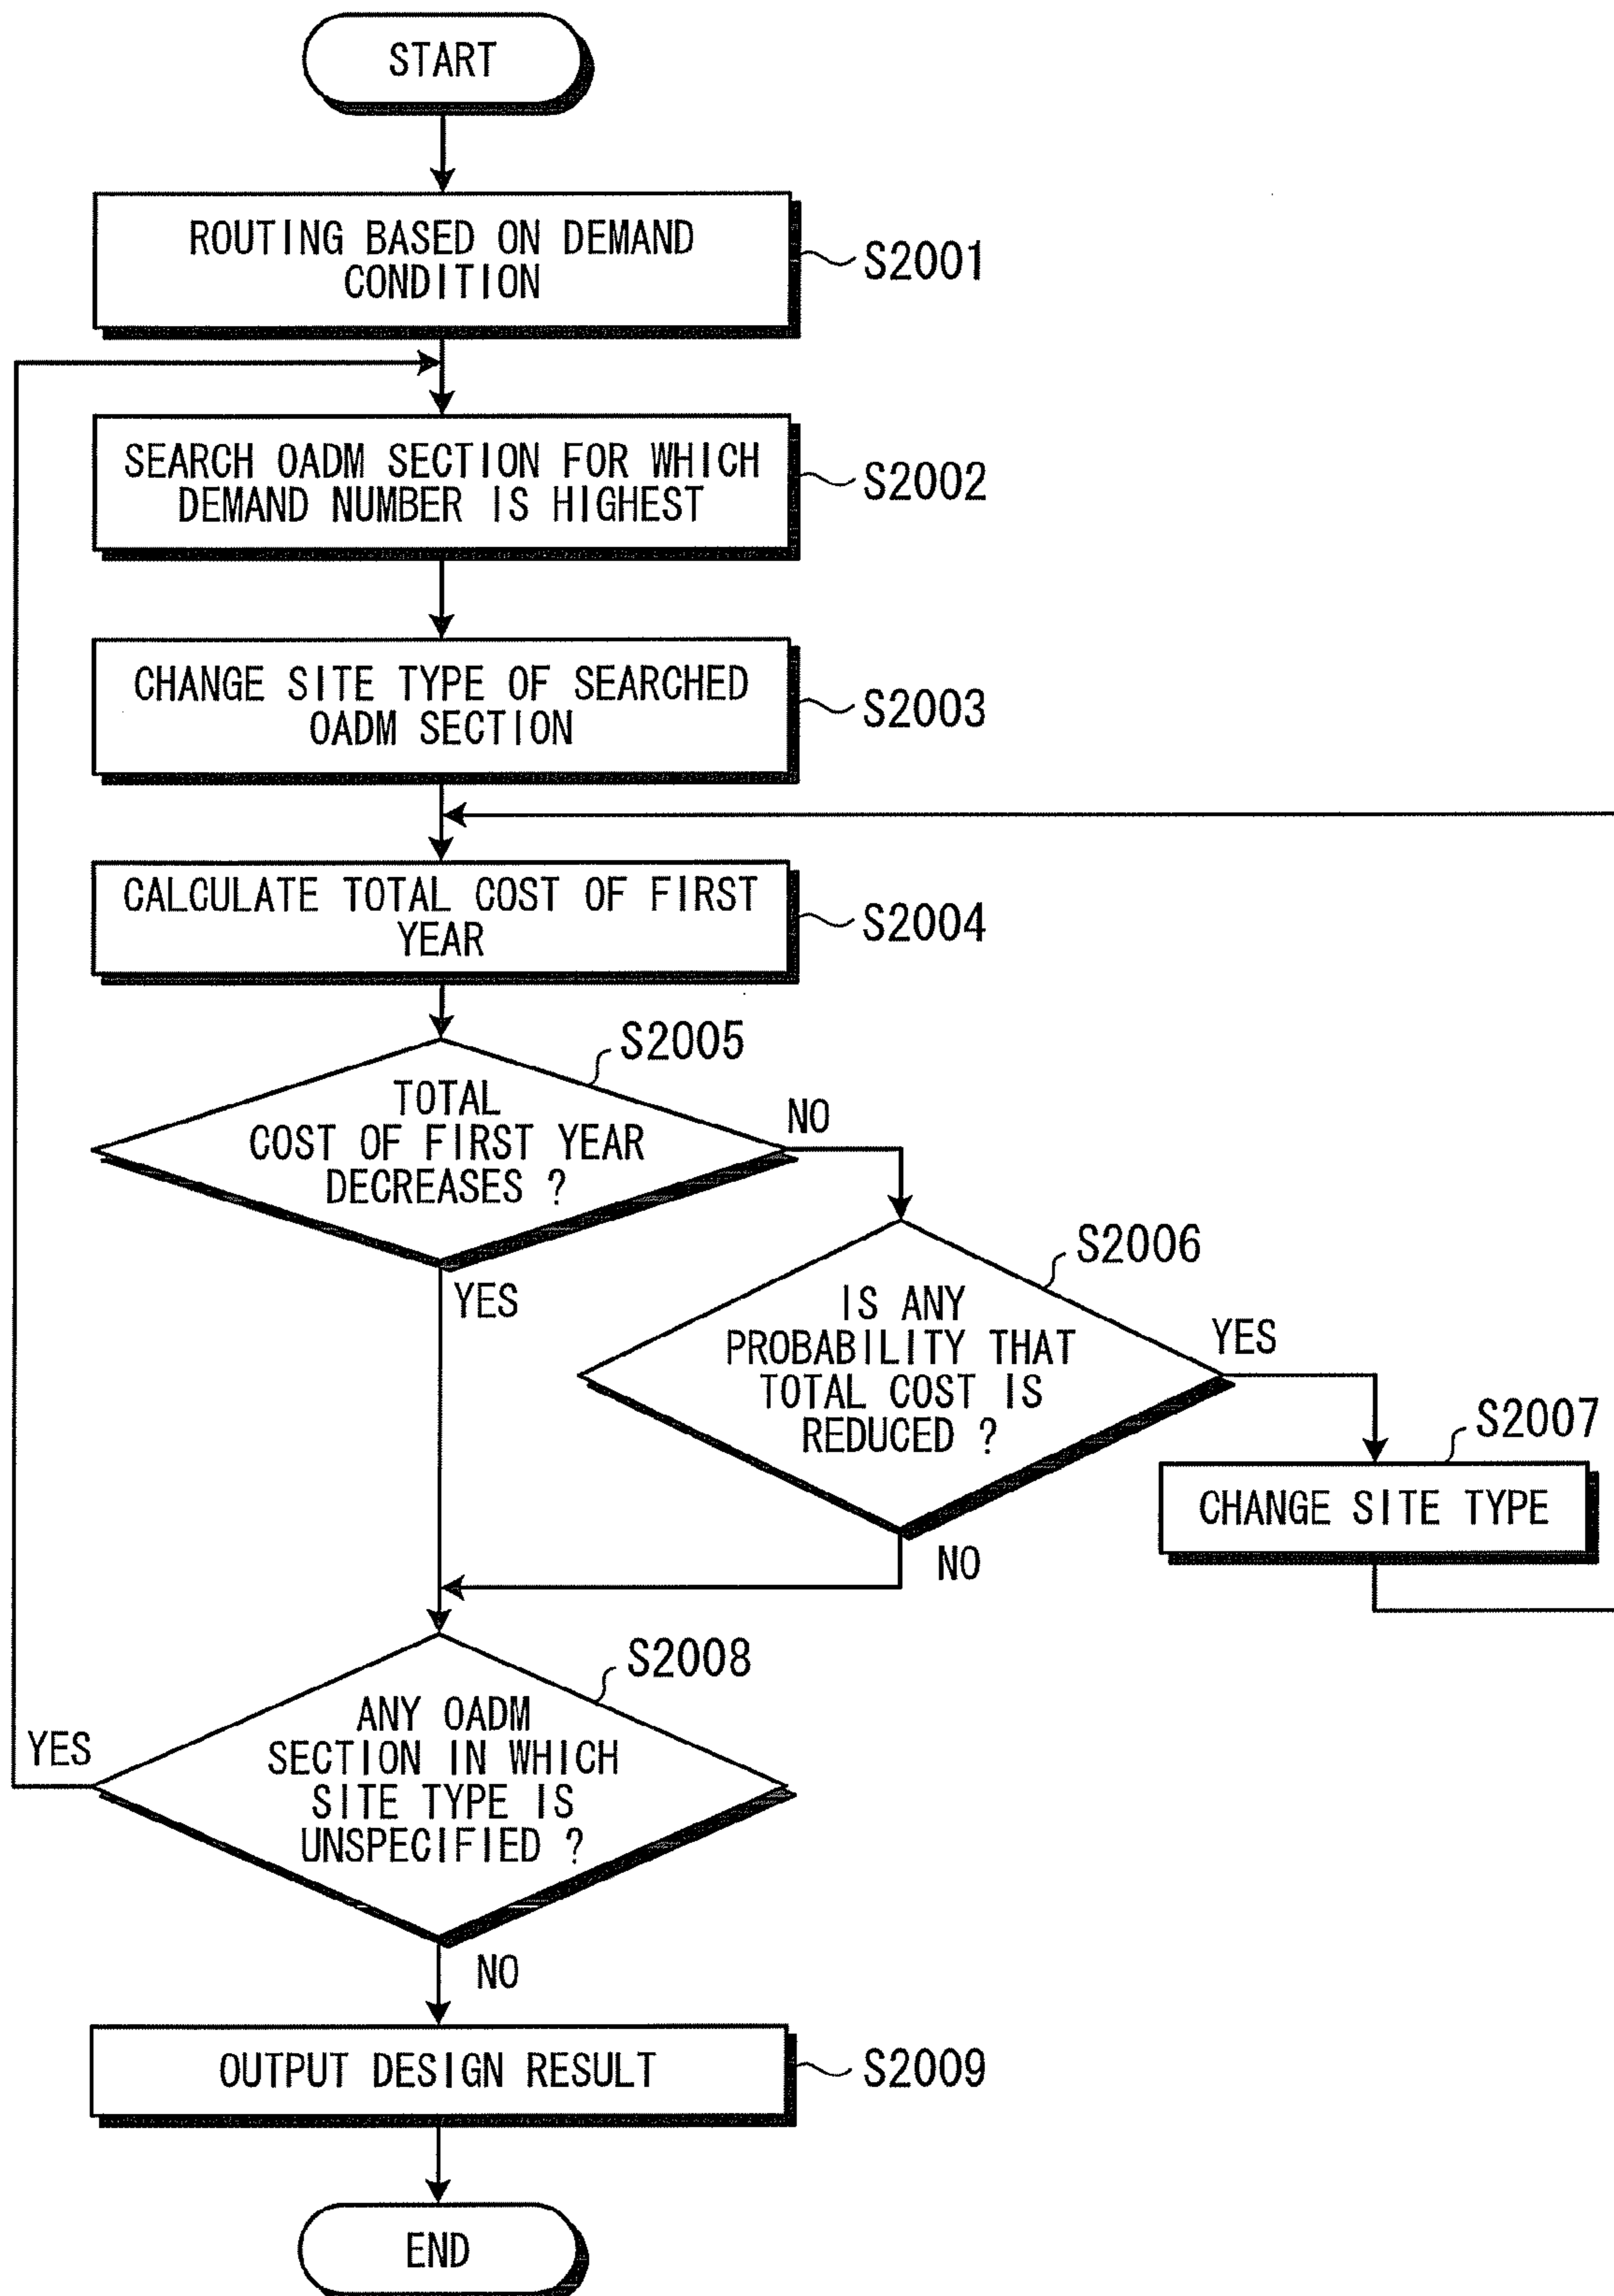 START
ROUTING BASED ON DEMAND
CONDITION
S2001
SEARCH OADM SECTION FOR WHICH
DEMAND NUMBER IS HIGHEST
S2002
CHANGE SITE TYPE OF SEARCHED
OADM SECTION
S2003
CALCULATE TOTAL COST OF FIRST
YEAR
S2004
S2005
TOTAL
COST OF FIRST YEAR
DECREASES ?
NO
YES
S2006
IS ANY
PROBABILITY THAT
TOTAL COST IS
REDUCED ?
YES
NO
S2007
CHANGE SITE TYPE
S2008
ANY OADM
SECTION IN WHICH
SITE TYPE IS
UNSPECIFIED ?
YES
NO
OUTPUT DESIGN RESULT
S2009
END